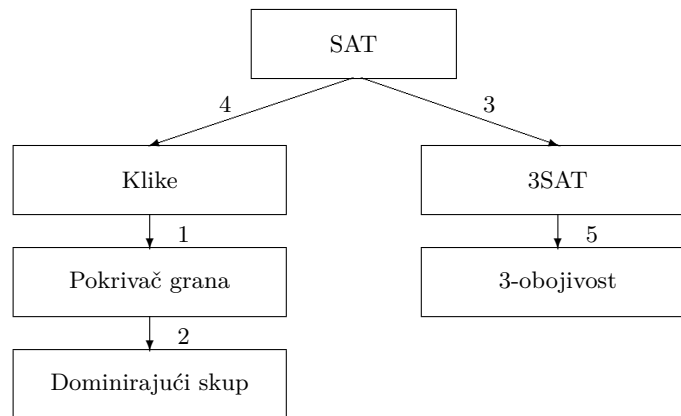 SAT
4
3
Klike
3SAT
1
5
Pokrivač grana
3-obojivost
2
Dominirajući skup